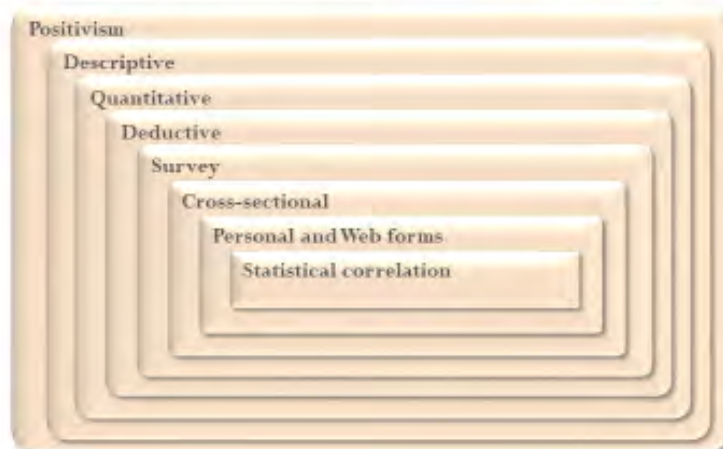 Positivism
Descriptive
Quantitative
Deductive
Survey
Cross-sectional
Personal and Web forms
Statistical correlation